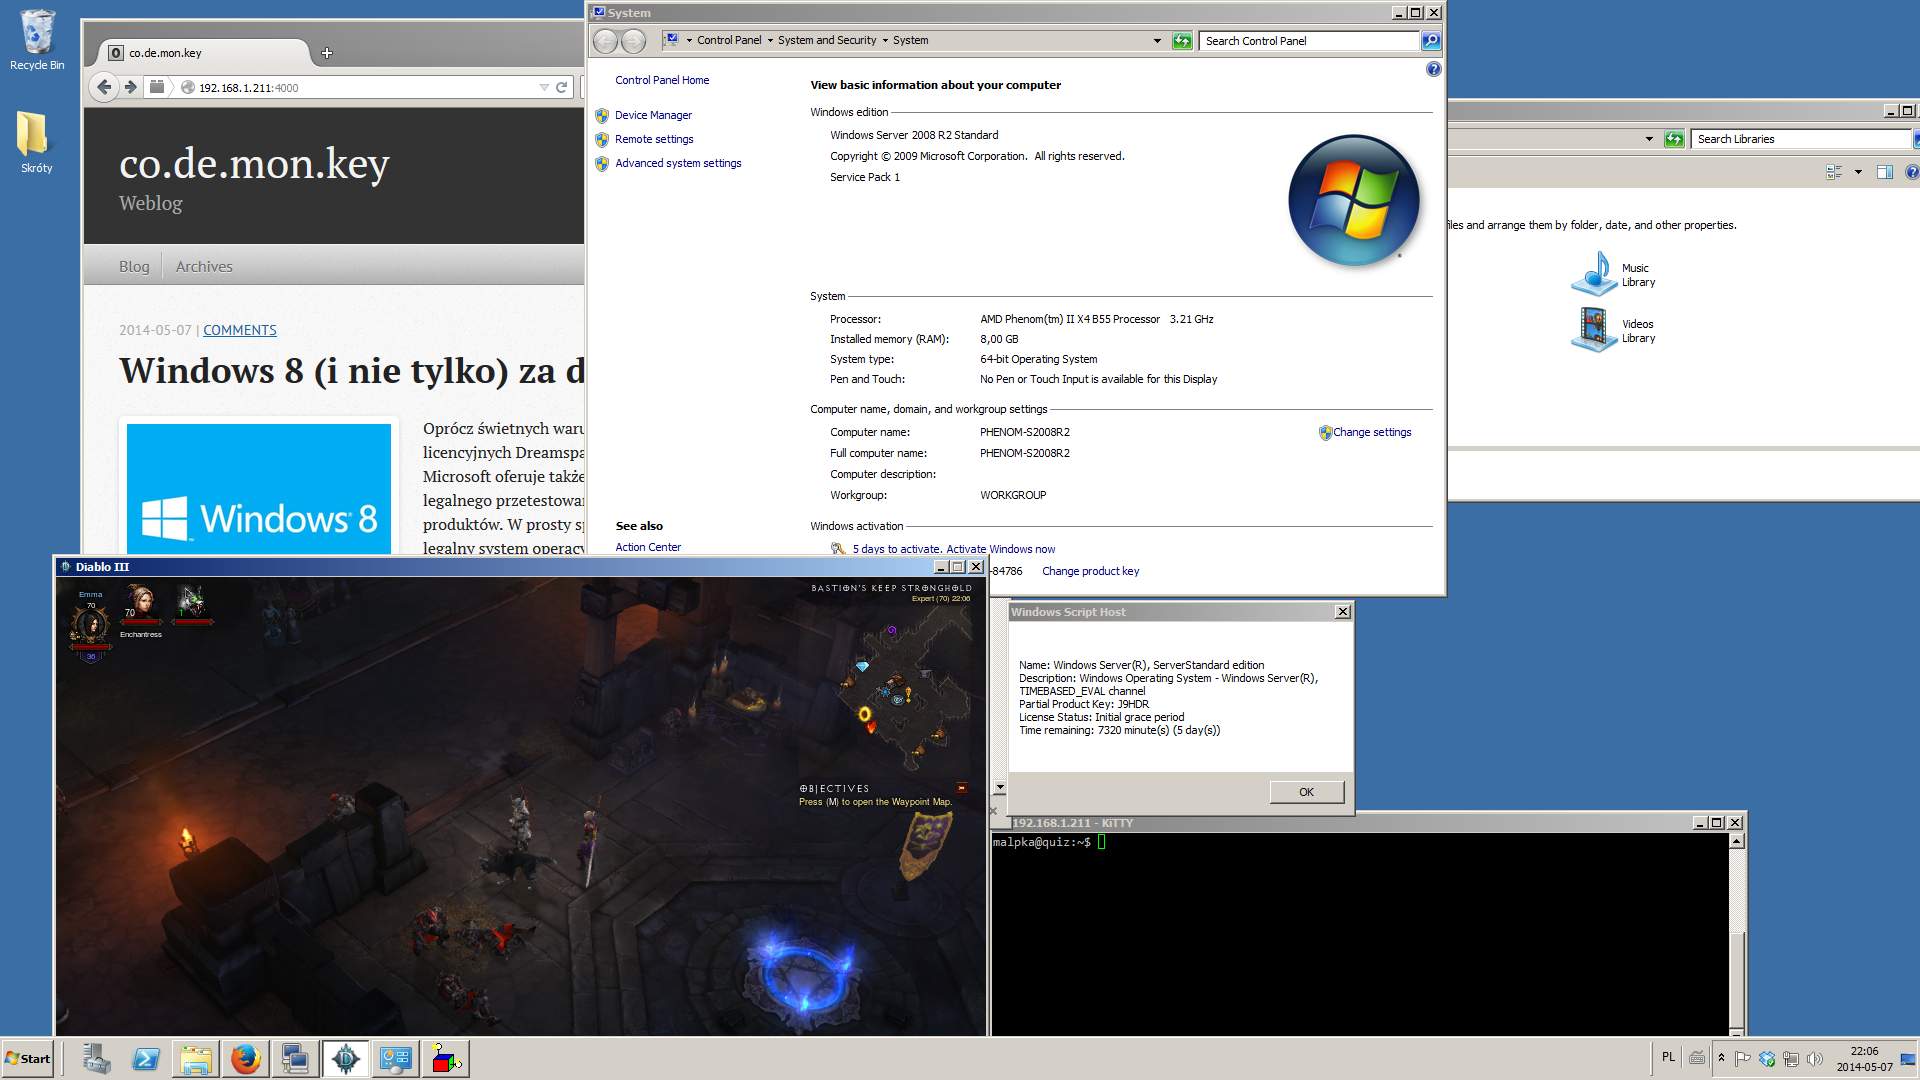 Recycle Bin
Skróty
co.de.mon.key
192.168.1.211:4000
co.de.mon.key
Weblog
Blog
Archives
2014-05-07 | COMMENTS
Windows 8 (i nie tylko) za d
Windows 8
Oprócz świetnych waru
licencyjnych Dreamspa
Microsoft oferuje także
legalnego przetestowan
produktów. W prosty sp
legalny system operacy
System
Control Panel
System and Security
System
Search Control Panel
Control Panel Home
Device Manager
Remote settings
Advanced system settings
See also
Action Center
View basic information about your computer
Windows edition
Windows Server 2008 R2 Standard
Copyright © 2009 Microsoft Corporation. All rights reserved.
Service Pack 1
System
Processor: AMD Phenom(tm) II X4 B55 Processor 3.21 GHz
Installed memory (RAM): 8,00 GB
System type: 64-bit Operating System
Pen and Touch: No Pen or Touch Input is available for this Display
Computer name, domain, and workgroup settings
Computer name: PHENOM-S2008R2
Change settings
Full computer name: PHENOM-S2008R2
Computer description:
Workgroup: WORKGROUP
Windows activation
5 days to activate. Activate Windows now
-84786 Change product key
Search Libraries
files and arrange them by folder, date, and other properties.
Music
Library
Videos
Library
Diablo III
Emma
70
36
70
Enchantress
1
BASTION'S KEEP STRONGHOLD
Expert (70) 22:06
OBJECTIVES
Press (M) to open the Waypoint Map.
Windows Script Host
Name: Windows Server(R), ServerStandard edition
Description: Windows Operating System - Windows Server(R),
TIMEBASED_EVAL channel
Partial Product Key: J9HDR
License Status: Initial grace period
Time remaining: 7320 minute(s) (5 day(s))
OK
192.168.1.211 - KiTTY
malpka@quiz:~$
Start
PL
22:06
2014-05-07